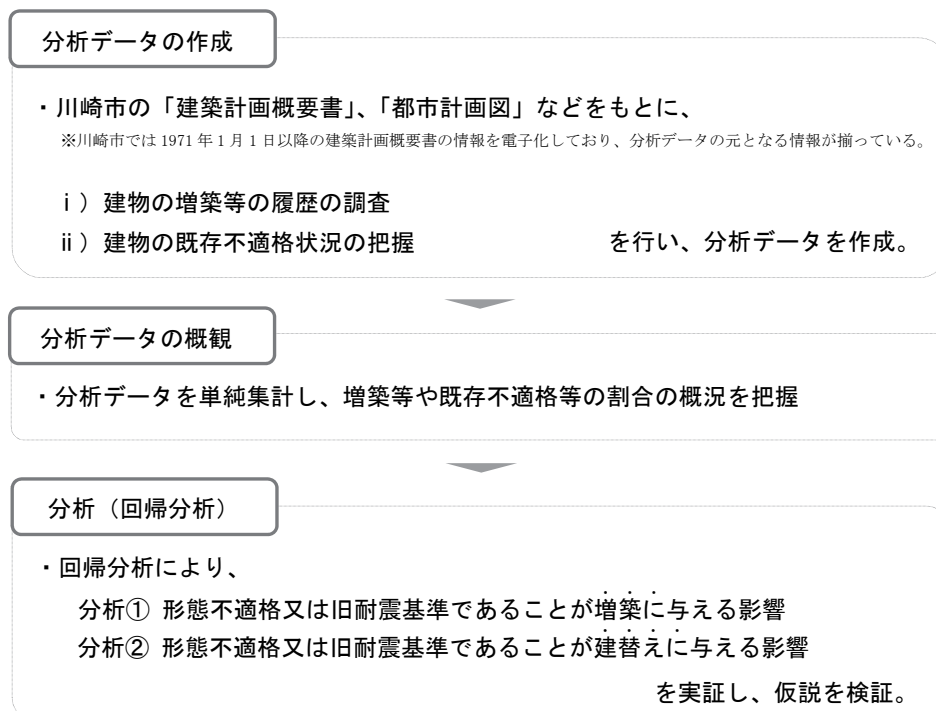 分析データの作成
・川崎市の「建築計画概要書」、「都市計画図」などをもとに、
※川崎市では 1971 年 1 月 1 日以降の建築計画概要書の情報を電子化しており、分析データの元となる情報が揃っている。
ⅰ）建物の増築等の履歴の調査
ⅱ）建物の既存不適格状況の把握 を行い、分析データを作成。
分析データの概観
・分析データを単純集計し、増築等や既存不適格等の割合の概況を把握
分析（回帰分析）
・回帰分析により、
分析① 形態不適格又は旧耐震基準であることが増築に与える影響
分析② 形態不適格又は旧耐震基準であることが建替えに与える影響
を実証し、仮説を検証。